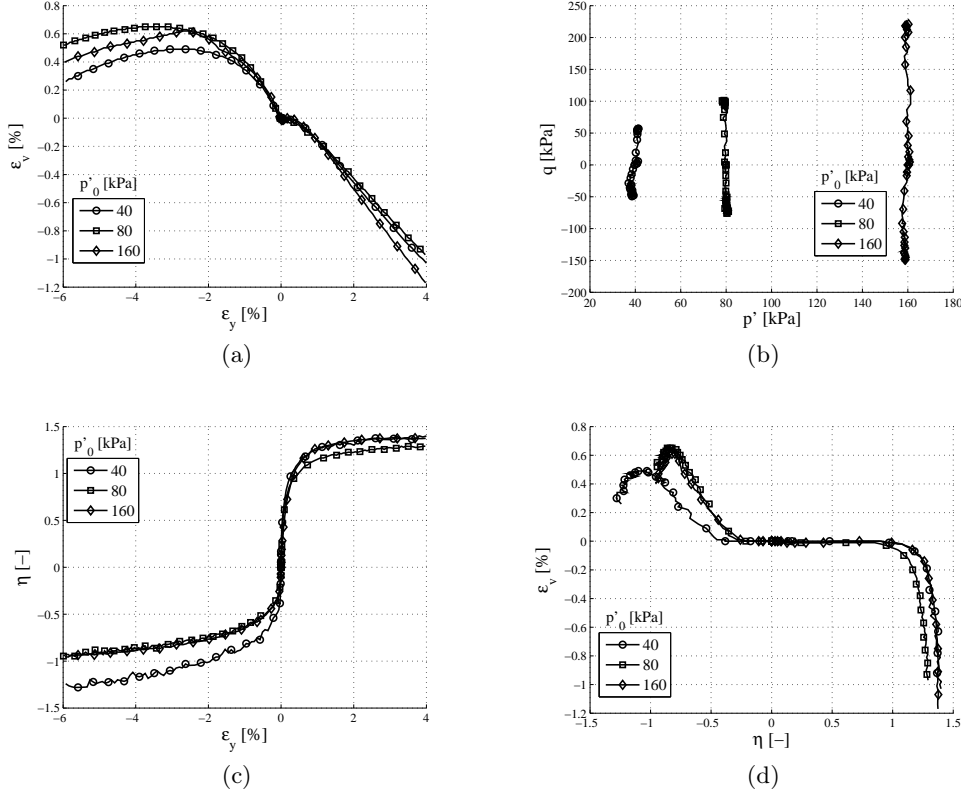 0.8
0.6
0.4
0.2
0
−0.2
−0.4
−0.6
−0.8
−1
−1.2
ε_v [%]
p'_0 [kPa]
40
80
160
−6 −4 −2 0 2 4
ε_y [%]
(a)
250
200
150
100
50
0
−50
−100
−150
−200
q [kPa]
p'_0 [kPa]
40
80
160
20 40 60 80 100 120 140 160 180
p' [kPa]
(b)
1.5
1
0.5
0
−0.5
−1
−1.5
η [−]
p'_0 [kPa]
40
80
160
−6 −4 −2 0 2 4
ε_y [%]
(c)
0.8
0.6
0.4
0.2
0
−0.2
−0.4
−0.6
−0.8
−1
−1.2
ε_v [%]
p'_0 [kPa]
40
80
160
−1.5 −1 −0.5 0 0.5 1 1.5
η [−]
(d)